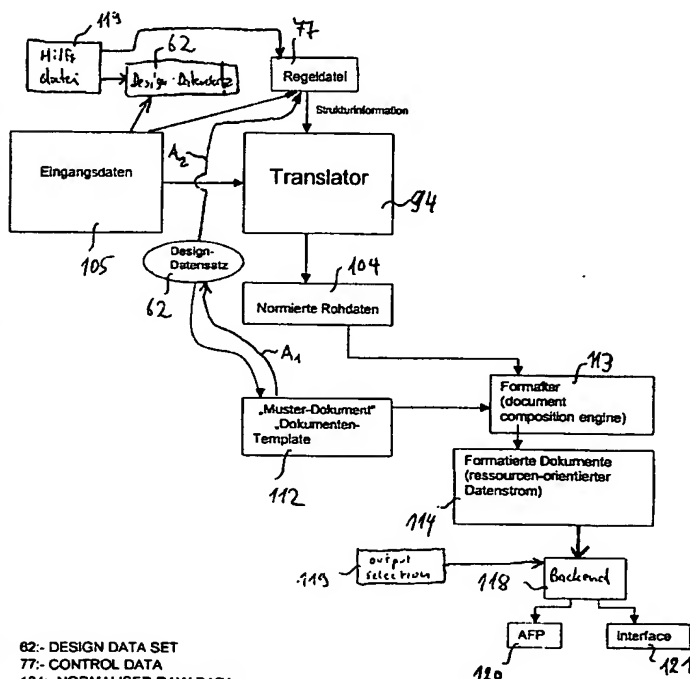 119
77
62
Hilfs
datei
Design-Datensatz
Regeldatei
Strukturinformation
A2
Eingangsdaten
Translator
94
105
Design-
Datensatz
62
104
Normierte Rohdaten
A1
113
„Muster-Dokument"
„Dokumenten-
Template
112
Formatter
(document
composition engine)
Formatierte Dokumente
(ressourcen-orientierter
Datenstrom)
114
output
selection
119
118
Backend
AFP
Interface
120
121
62:- DESIGN DATA SET
77:- CONTROL DATA